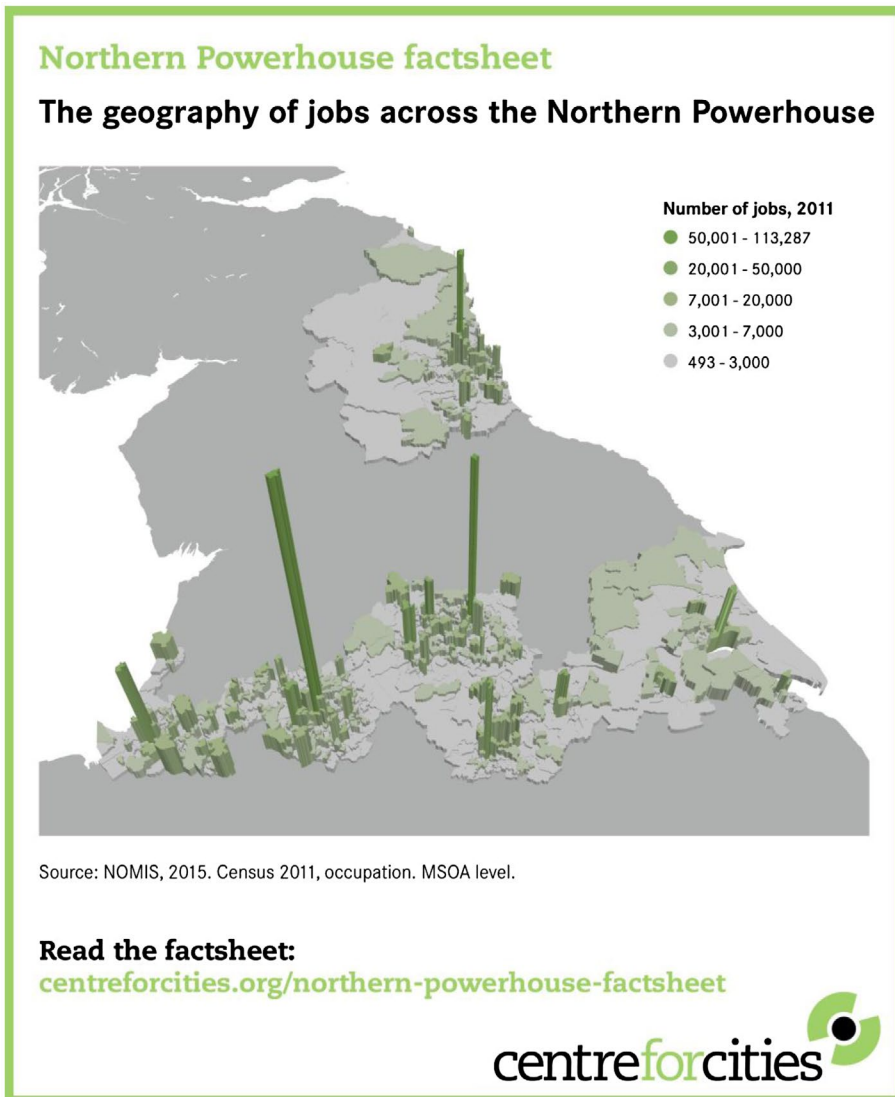 Northern Powerhouse factsheet
The geography of jobs across the Northern Powerhouse
Number of jobs, 2011
50,001 - 113,287
20,001 - 50,000
7,001 - 20,000
3,001 - 7,000
493 - 3,000
Source: NOMIS, 2015. Census 2011, occupation. MSOA level.
Read the factsheet:
centreforcities.org/northern-powerhouse-factsheet
centreforcities